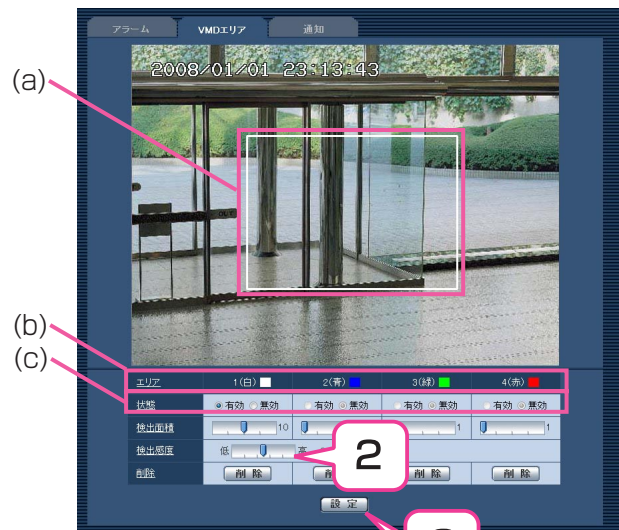 アラーム VMDエリア 通知
2008/01/01 23:13:43
(a)
OUT
(b)
(c)
エリア 1(白) 2(青) 3(緑) 4(赤)
状態 有効 無効 有効 無効 有効 無効 有効 無効
検出面積 10 1 1
検出感度 低 高
2
削除 削除 削 削除 削除
設定